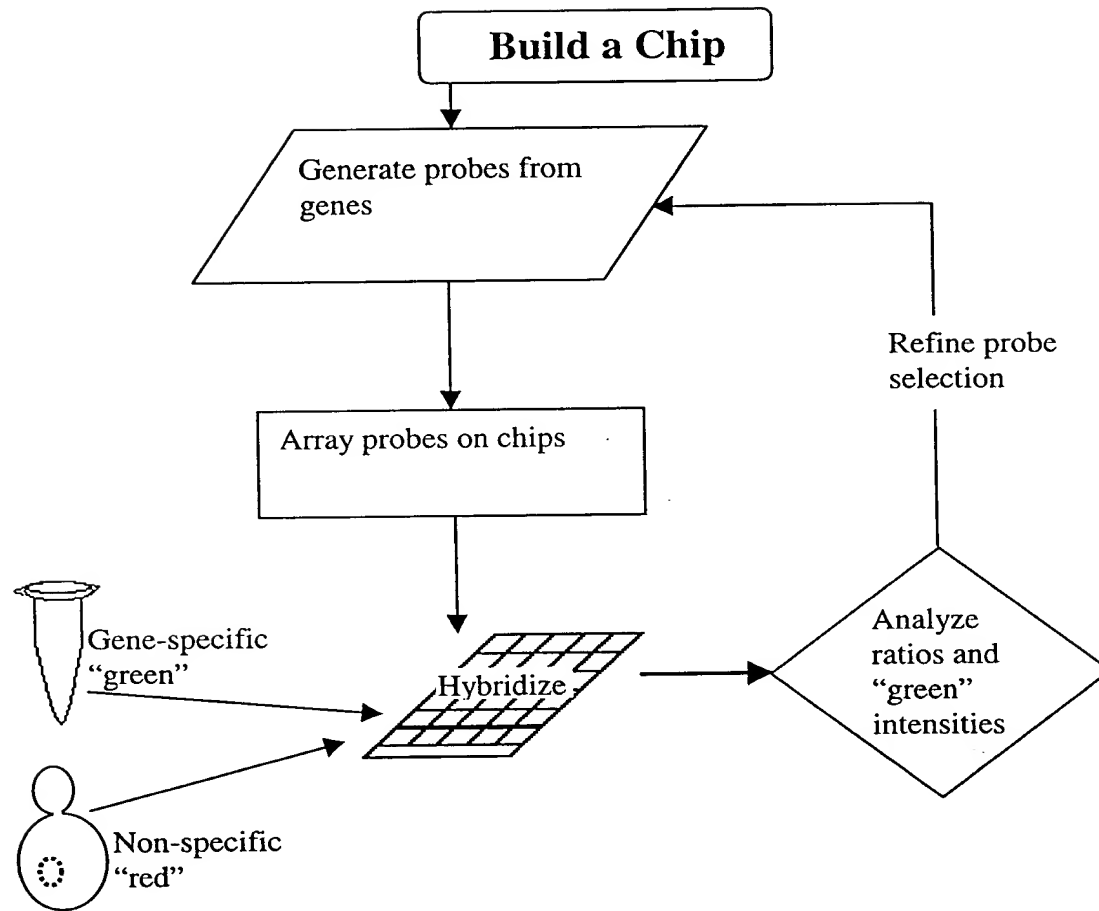 Build a Chip
Generate probes from
genes
Refine probe
selection
Array probes on chips
Gene-specific
“green”
Hybridize
Analyze
ratios and
“green”
intensities
Non-specific
“red”